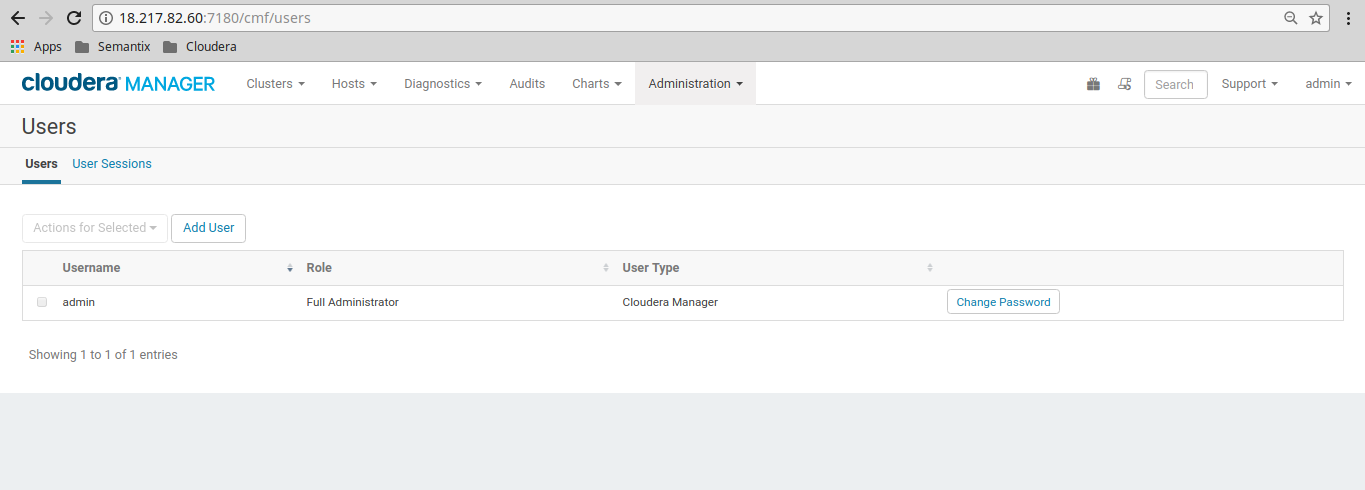 18.217.82.60:7180/cmf/users
Apps Semantix Cloudera
cloudera MANAGER Clusters Hosts Diagnostics Audits Charts Administration Search Support admin
Users
Users User Sessions
Actions for Selected Add User
Username Role User Type
admin Full Administrator Cloudera Manager Change Password
Showing 1 to 1 of 1 entries